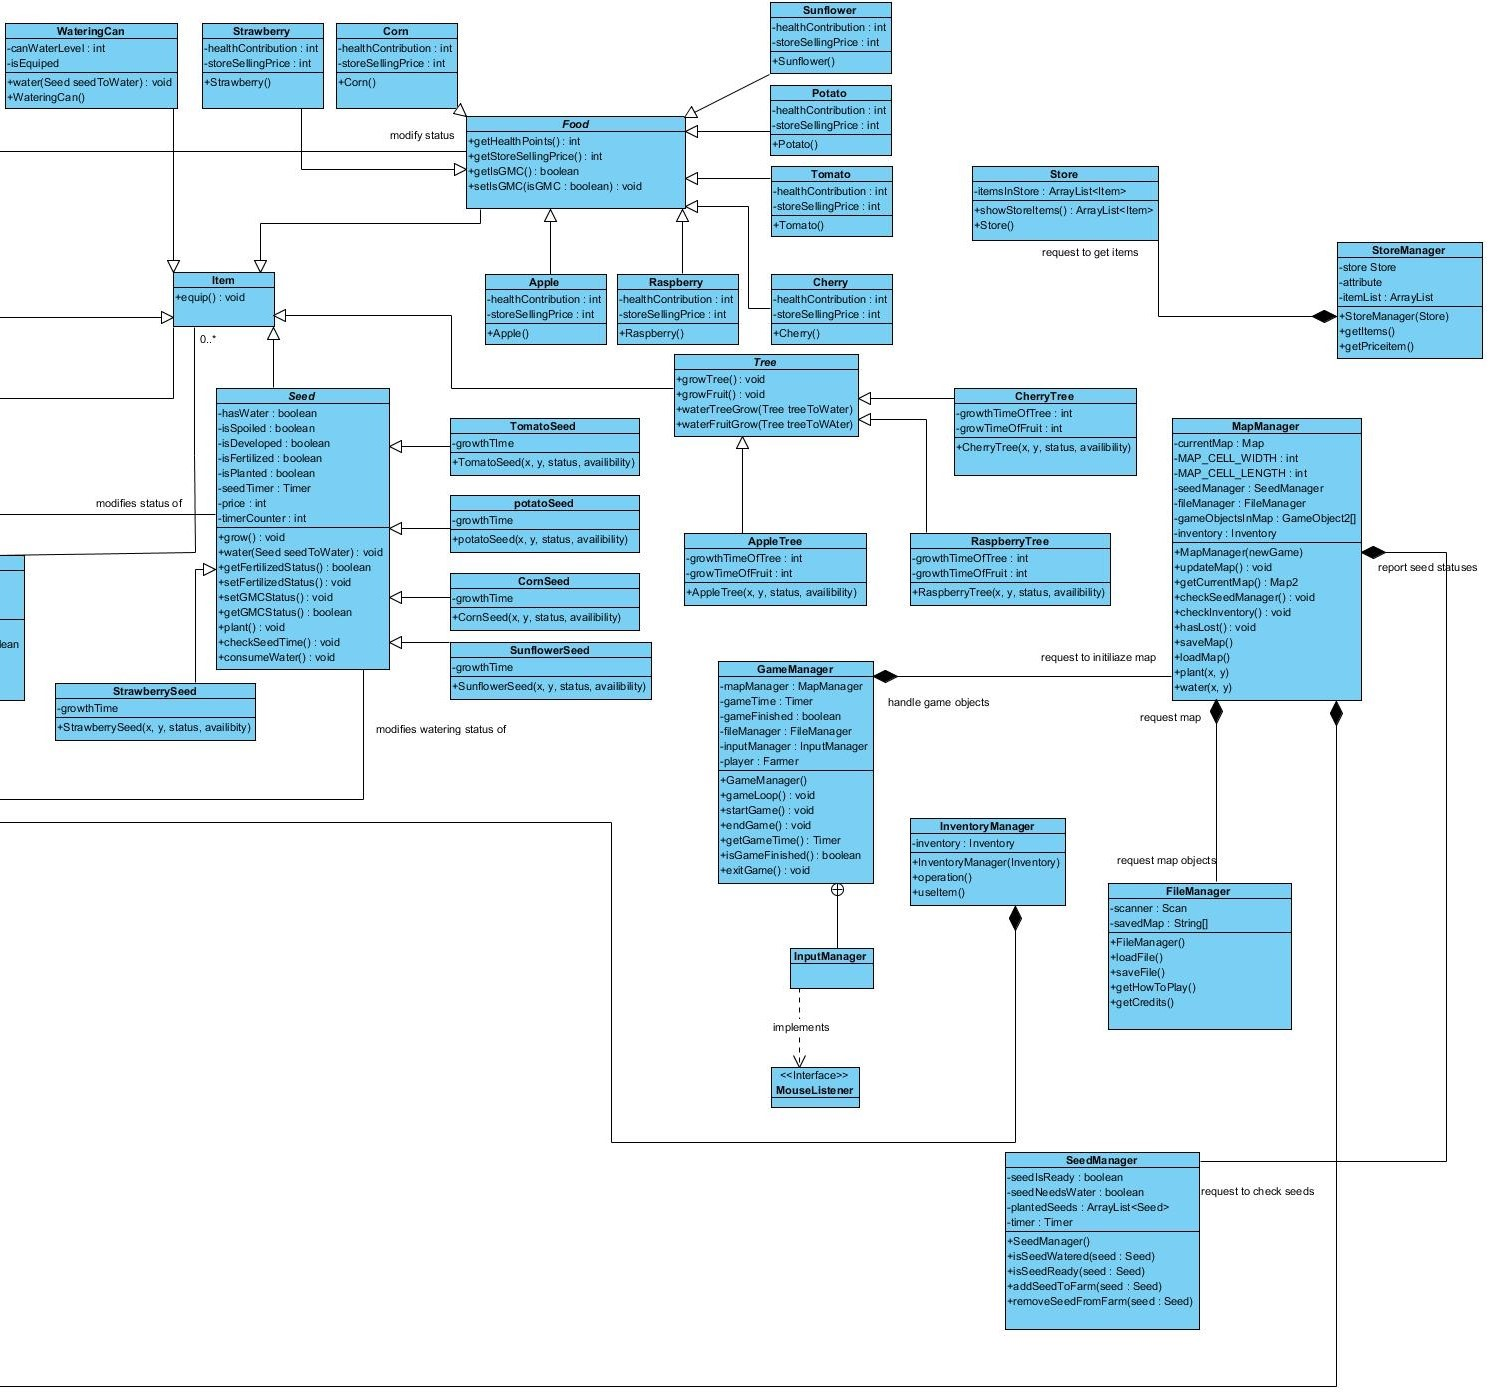 WateringCan
-canWaterLevel : int
-isEquiped
+water(Seed seedToWater) : void
+WateringCan()
Strawberry
-healthContribution : int
-storeSellingPrice : int
+Strawberry()
Corn
-healthContribution : int
-storeSellingPrice : int
+Corn()
Sunflower
-healthContribution : int
-storeSellingPrice : int
+Sunflower()
Potato
-healthContribution : int
-storeSellingPrice : int
+Potato()
modify status
Food
+getHealthPoints() : int
+getStoreSellingPrice() : int
+getIsGMC() : boolean
+setIsGMC(isGMC : boolean) : void
Tomato
-healthContribution : int
-storeSellingPrice : int
+Tomato()
Store
-itemsInStore : ArrayList<Item>
+showStoreItems() : ArrayList<Item>
+Store()
request to get items
StoreManager
-store Store
-attribute
-itemList : ArrayList
+StoreManager(Store)
+getItems()
+getPriceitem()
Item
+equip() : void
0..*
Apple
-healthContribution : int
-storeSellingPrice : int
+Apple()
Raspberry
-healthContribution : int
-storeSellingPrice : int
+Raspberry()
Cherry
-healthContribution : int
-storeSellingPrice : int
+Cherry()
Tree
+growTree() : void
+growFruit() : void
+waterTreeGrow(Tree treeToWater)
+waterFruitGrow(Tree treeToWAter)
CherryTree
-growthTimeOfTree : int
-growTimeOfFruit : int
+CherryTree(x, y, status, availibility)
Seed
-hasWater : boolean
-isSpoiled : boolean
-isDeveloped : boolean
-isFertilized : boolean
-isPlanted : boolean
-seedTimer : Timer
-price : int
-timerCounter : int
+grow() : void
+water(Seed seedToWater) : void
+getFertilizedStatus() : boolean
+setFertilizedStatus() : void
+setGMCStatus() : void
+getGMCStatus() : boolean
+plant() : void
+checkSeedTime() : void
+consumeWater() : void
modifies status of
lean
TomatoSeed
-growthTIme
+TomatoSeed(x, y, status, availibility)
potatoSeed
-growthTime
+potatoSeed(x, y, status, availibility)
CornSeed
-growthTime
+CornSeed(x, y, status, availibility)
SunflowerSeed
-growthTime
+SunflowerSeed(x, y, status, availibility)
AppleTree
-growthTimeOfTree : int
-growTimeOfFruit : int
+AppleTree(x, y, status, availibility)
RaspberryTree
-growthTimeOfTree : int
-growthTimeOfFruit : int
+RaspberryTree(x, y, status, availibility)
MapManager
-currentMap : Map
-MAP_CELL_WIDTH : int
-MAP_CELL_LENGTH : int
-seedManager : SeedManager
-fileManager : FileManager
-gameObjectsInMap : GameObject2[]
-inventory : Inventory
+MapManager(newGame)
+updateMap() : void
+getCurrentMap() : Map2
+checkSeedManager() : void
+checkInventory() : void
+hasLost() : void
+saveMap()
+loadMap()
+plant(x, y)
+water(x, y)
report seed statuses
StrawberrySeed
-growthTime
+StrawberrySeed(x, y, status, availibity)
modifies watering status of
GameManager
-mapManager : MapManager
-gameTime : Timer
-gameFinished : boolean
-fileManager : FileManager
-inputManager : InputManager
-player : Farmer
+GameManager()
+gameLoop() : void
+startGame() : void
+endGame() : void
+getGameTime() : Timer
+isGameFinished() : boolean
+exitGame() : void
request to initiliaze map
handle game objects
request map
request map objects
InventoryManager
-inventory : Inventory
+InventoryManager(Inventory)
+operation()
+useItem()
FileManager
-scanner : Scan
-savedMap : String[]
+FileManager()
+loadFile()
+saveFile()
+getHowToPlay()
+getCredits()
InputManager
implements
<<Interface>>
MouseListener
SeedManager
-seedIsReady : boolean
-seedNeedsWater : boolean
-plantedSeeds : ArrayList<Seed>
-timer : Timer
+SeedManager()
+isSeedWatered(seed : Seed)
+isSeedReady(seed : Seed)
+addSeedToFarm(seed : Seed)
+removeSeedFromFarm(seed : Seed)
request to check seeds